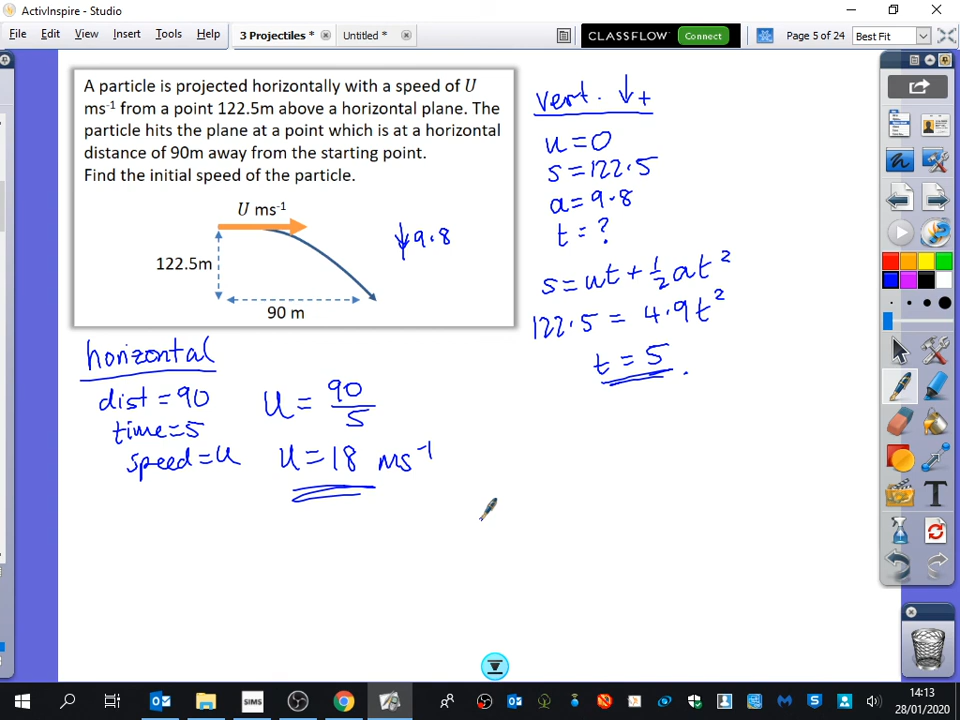 ActivInspire - Studio
File Edit View Insert Tools Help
3 Projectiles *
Untitled *
CLASSFLOW Connect
Page 5 of 24
Best Fit
A particle is projected horizontally with a speed of U
ms⁻¹ from a point 122.5m above a horizontal plane. The
particle hits the plane at a point which is at a horizontal
distance of 90m away from the starting point.
Find the initial speed of the particle.
U ms⁻¹
↓9.8
122.5m
90 m
vert. ↓+
u=0
s=122.5
a=9.8
t=?
s=ut+½at²
122.5=4.9t²
t=5.
horizontal
dist=90
time=5
speed=u
U=90/5
U=18 ms⁻¹
SIMS
14:13
28/01/2020